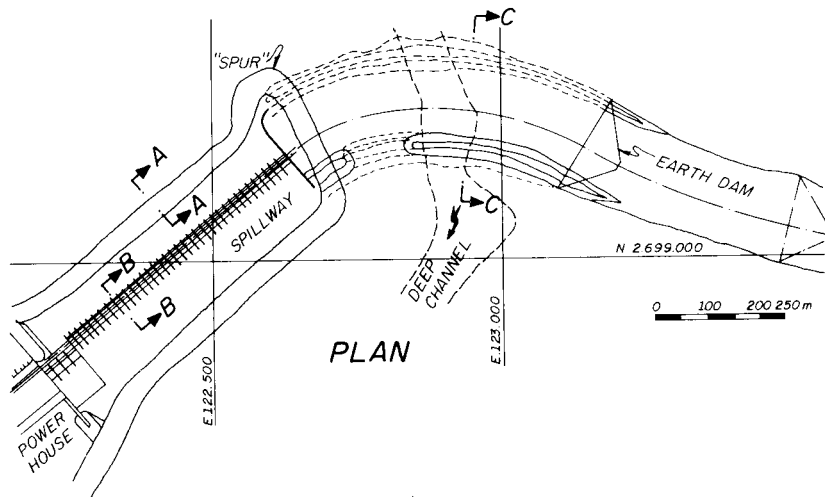 C
"SPUR"
A
A
EARTH DAM
SPILLWAY
C
B
N 2 699.000
B
DEEP
CHANNEL
0 100 200 250 m
PLAN
E.122.500
E.123.000
POWER
HOUSE